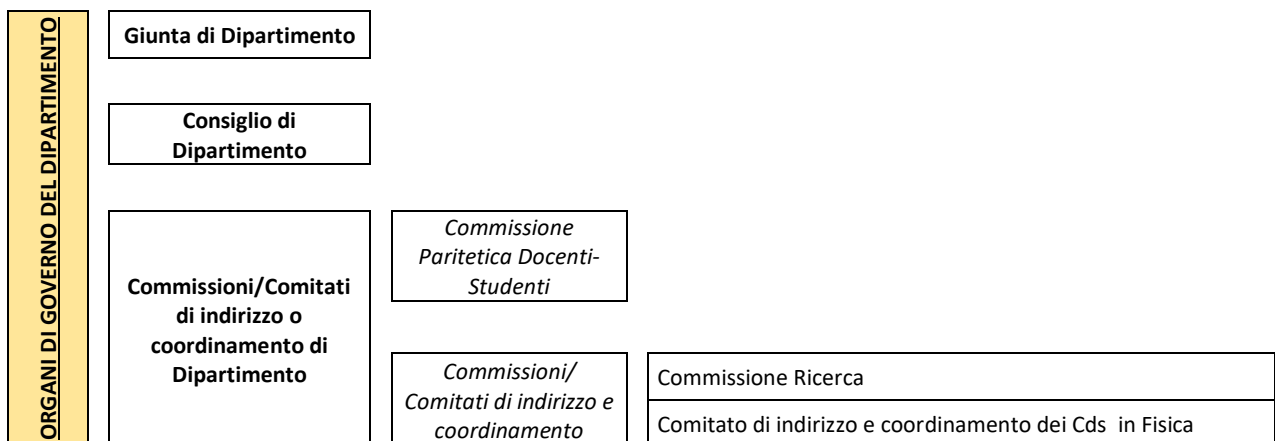 ORGANI DI GOVERNO DEL DIPARTIMENTO
Giunta di Dipartimento
Consiglio di
Dipartimento
Commissioni/Comitati
di indirizzo o
coordinamento di
Dipartimento
Commissione
Paritetica Docenti-
Studenti
Commissioni/
Comitati di indirizzo e
coordinamento
Commissione Ricerca
Comitato di indirizzo e coordinamento dei Cds in Fisica